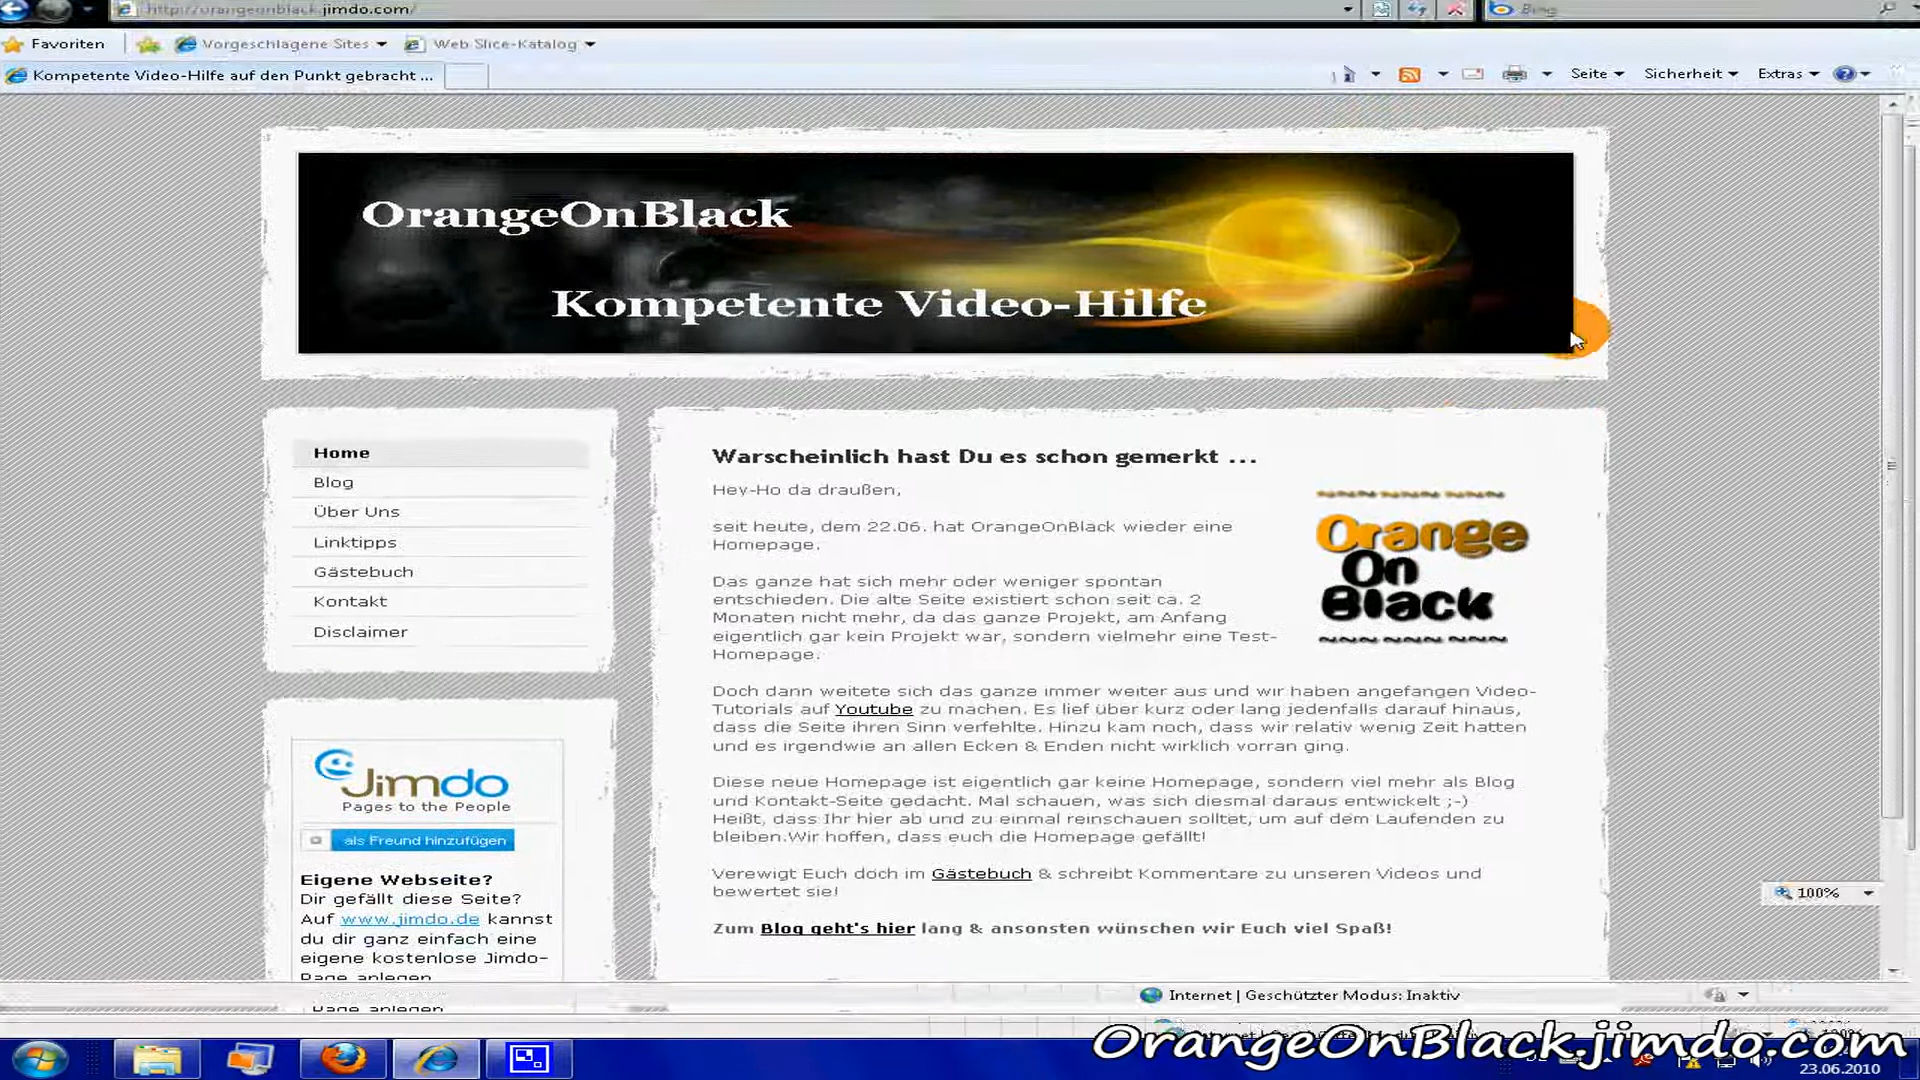 http://orangeonblack.jimdo.com/
Bing
Favoriten
Vorgeschlagene Sites
Web Slice-Katalog
Kompetente Video-Hilfe auf den Punkt gebracht ...
Seite
Sicherheit
Extras
OrangeOnBlack
Kompetente Video-Hilfe
Home
Blog
Über Uns
Linktipps
Gästebuch
Kontakt
Disclaimer
Jimdo
Pages to the People
als Freund hinzufügen
Eigene Webseite?
Dir gefällt diese Seite?
Auf www.jimdo.de kannst
du dir ganz einfach eine
eigene kostenlose Jimdo-
Page anlegen
Page anlegen
Warscheinlich hast Du es schon gemerkt ...
Hey-Ho da draußen,
seit heute, dem 22.06. hat OrangeOnBlack wieder eine
Homepage.
Das ganze hat sich mehr oder weniger spontan
entschieden. Die alte Seite existiert schon seit ca. 2
Monaten nicht mehr, da das ganze Projekt, am Anfang
eigentlich gar kein Projekt war, sondern vielmehr eine Test-
Homepage.
Orange
On
Black
Doch dann weitete sich das ganze immer weiter aus und wir haben angefangen Video-
Tutorials auf Youtube zu machen. Es lief über kurz oder lang jedenfalls darauf hinaus,
dass die Seite ihren Sinn verfehlte. Hinzu kam noch, dass wir relativ wenig Zeit hatten
und es irgendwie an allen Ecken & Enden nicht wirklich vorran ging.
Diese neue Homepage ist eigentlich gar keine Homepage, sondern viel mehr als Blog
und Kontakt-Seite gedacht. Mal schauen, was sich diesmal daraus entwickelt ;-)
Heißt, dass Ihr hier ab und zu einmal reinschauen solltet, um auf dem Laufenden zu
bleiben.Wir hoffen, dass euch die Homepage gefällt!
Verewigt Euch doch im Gästebuch & schreibt Kommentare zu unseren Videos und
bewertet sie!
Zum Blog geht's hier lang & ansonsten wünschen wir Euch viel Spaß!
100%
Internet | Geschützter Modus: Inaktiv
OrangeOnBlack.jimdo.com
23.06.2010